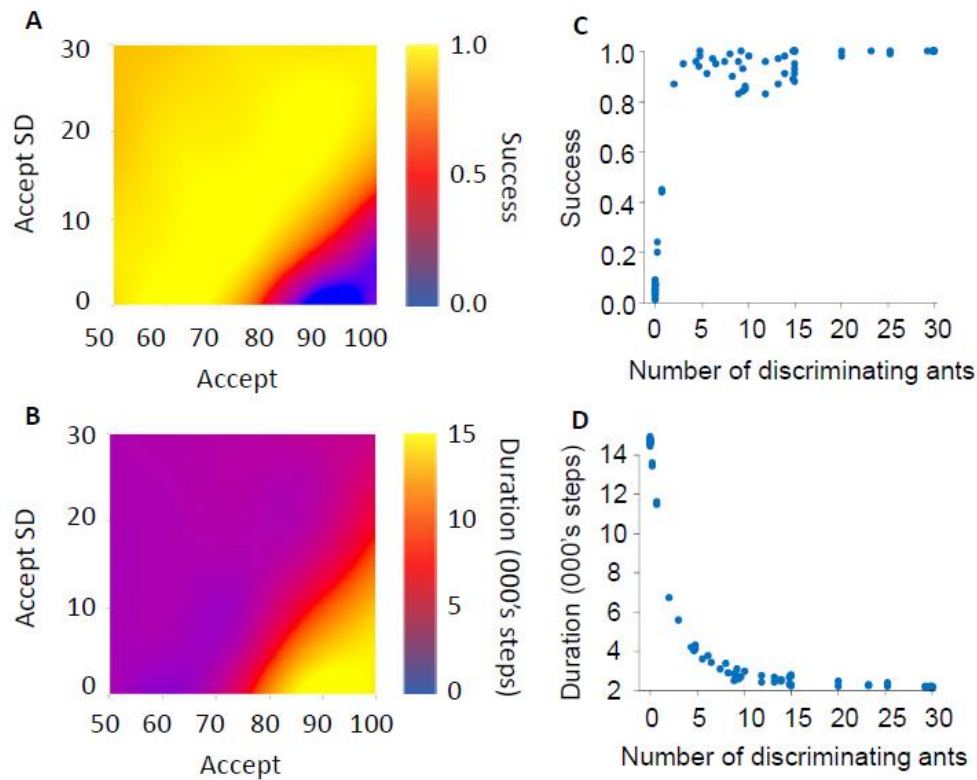 A
30
20
10
0
Accept SD
50 60 70 80 90 100
Accept
1.0
0.5
0.0
Success
C
1.0
0.8
0.6
0.4
0.2
0.0
Success
0 5 10 15 20 25 30
Number of discriminating ants
B
30
20
10
0
Accept SD
50 60 70 80 90 100
Accept
15
10
5
0
Duration (000's steps)
D
14
12
10
8
6
4
2
Duration (000's steps)
0 5 10 15 20 25 30
Number of discriminating ants